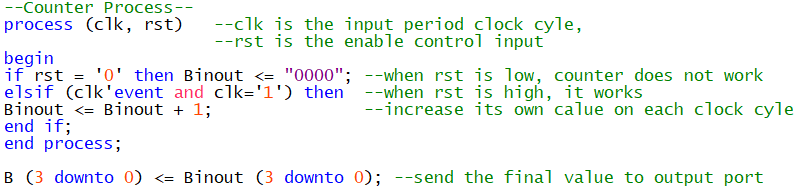 --Counter Process--
process (clk, rst)   --clk is the input period clock cyle,
                     --rst is the enable control input
begin
if rst = '0' then Binout <= "0000"; --when rst is low, counter does not work
elsif (clk'event and clk='1') then  --when rst is high, it works
Binout <= Binout + 1;               --increase its own calue on each clock cyle
end if;
end process;

B (3 downto 0) <= Binout (3 downto 0); --send the final value to output port